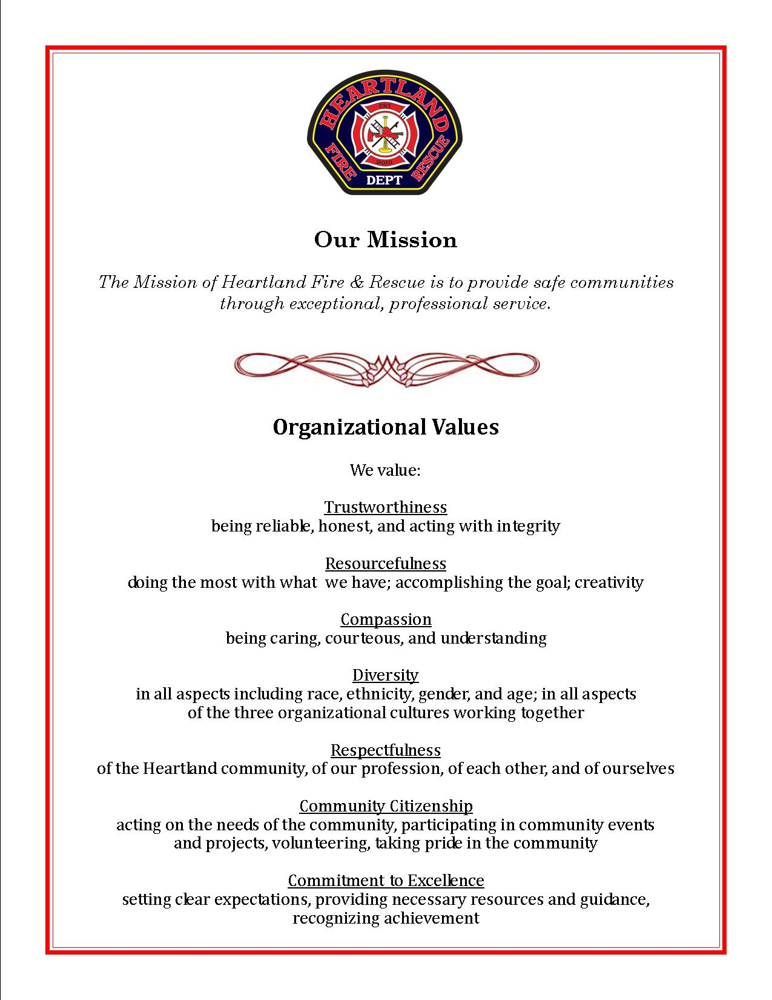 HEARTLAND
EST
2010
FIRE
RESCUE
DEPT
Our Mission
The Mission of Heartland Fire & Rescue is to provide safe communities
through exceptional, professional service.
Organizational Values
We value:
Trustworthiness
being reliable, honest, and acting with integrity
Resourcefulness
doing the most with what we have; accomplishing the goal; creativity
Compassion
being caring, courteous, and understanding
Diversity
in all aspects including race, ethnicity, gender, and age; in all aspects
of the three organizational cultures working together
Respectfulness
of the Heartland community, of our profession, of each other, and of ourselves
Community Citizenship
acting on the needs of the community, participating in community events
and projects, volunteering, taking pride in the community
Commitment to Excellence
setting clear expectations, providing necessary resources and guidance,
recognizing achievement